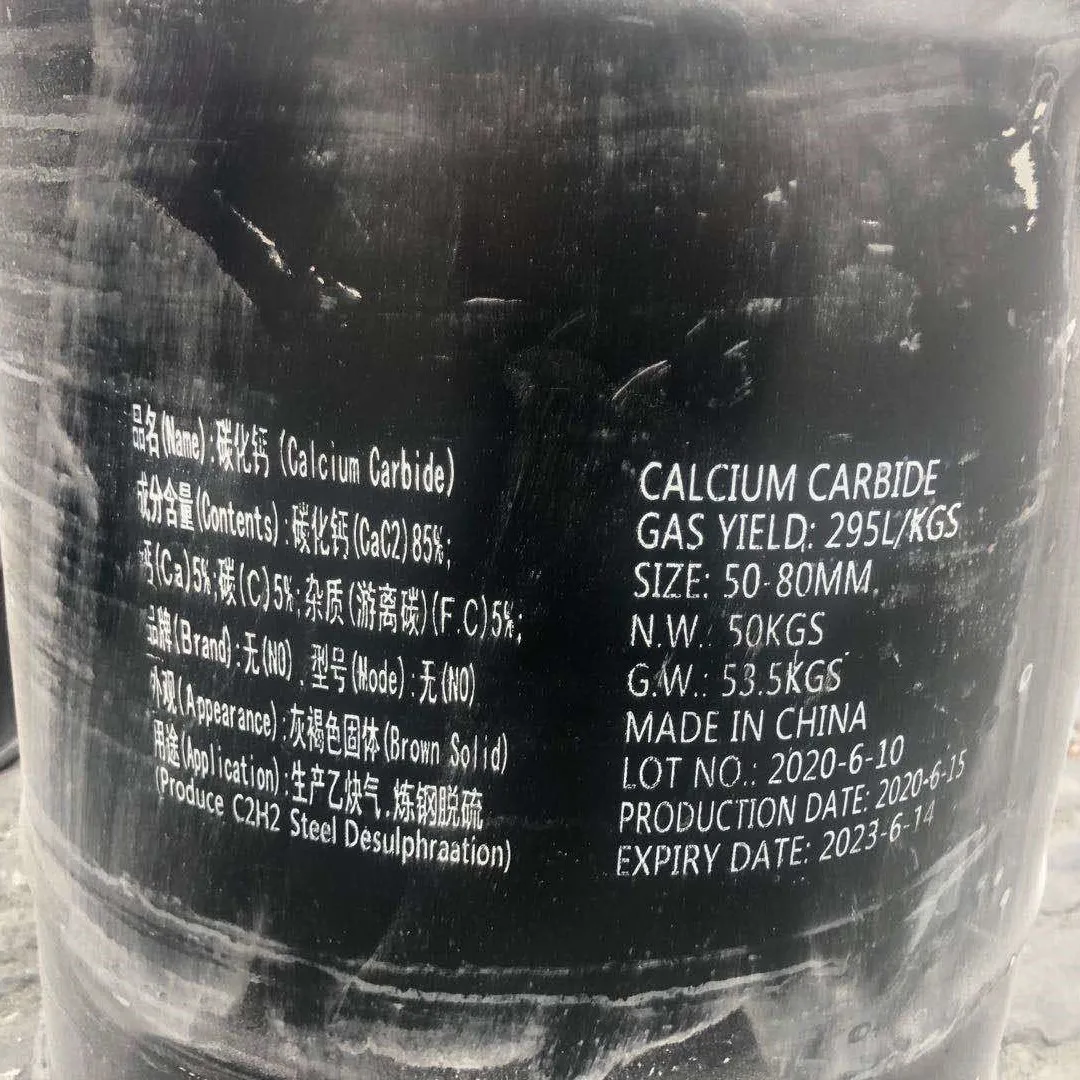 品名(Name):碳化钙 (Calcium Carbide)
成分含量(Contents):碳化钙(CaC2)85%;
钙(Ca)5%;碳(C)5%;杂质(游离碳)(F.C)5%;
品牌(Brand):无(NO),型号(Mode):无(NO)
外观(Appearance):灰褐色固体(Brown Solid)
用途(Application):生产乙炔气,炼钢脱硫
(Produce C2H2 Steel Desulphraation)
CALCIUM CARBIDE
GAS YIELD: 295L/KGS
SIZE: 50-80MM.
N.W.: 50KGS
G.W.: 53.5KGS
MADE IN CHINA
LOT NO.: 2020-6-10
PRODUCTION DATE: 2020-6-15
EXPIRY DATE: 2023-6-14